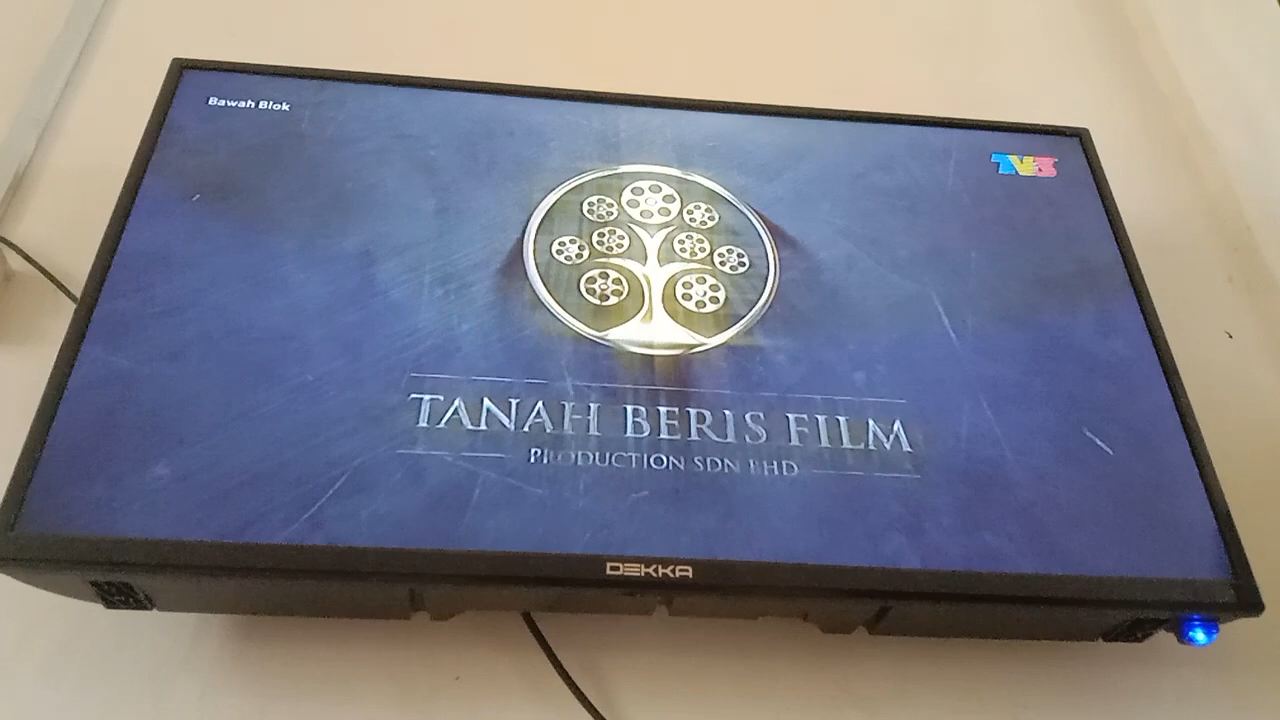 Bawah Blok
TV3
TANAH BERIS FILM
PRODUCTION SDN BHD
DEKKA